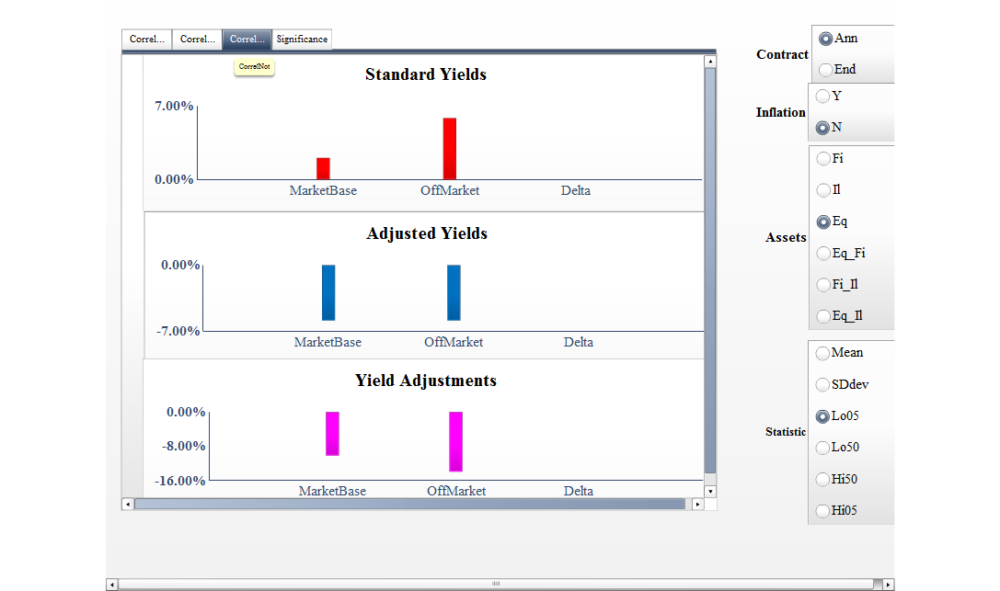 Correl...
Correl...
Correl...
Significance
CorrelNot
Standard Yields
7.00%
0.00%
MarketBase
OffMarket
Delta
Adjusted Yields
0.00%
-7.00%
MarketBase
OffMarket
Delta
Yield Adjustments
0.00%
-8.00%
-16.00%
MarketBase
OffMarket
Delta
Contract
Ann
End
Inflation
Y
N
Assets
Fi
Il
Eq
Eq_Fi
Fi_Il
Eq_Il
Statistic
Mean
SDdev
Lo05
Lo50
Hi50
Hi05